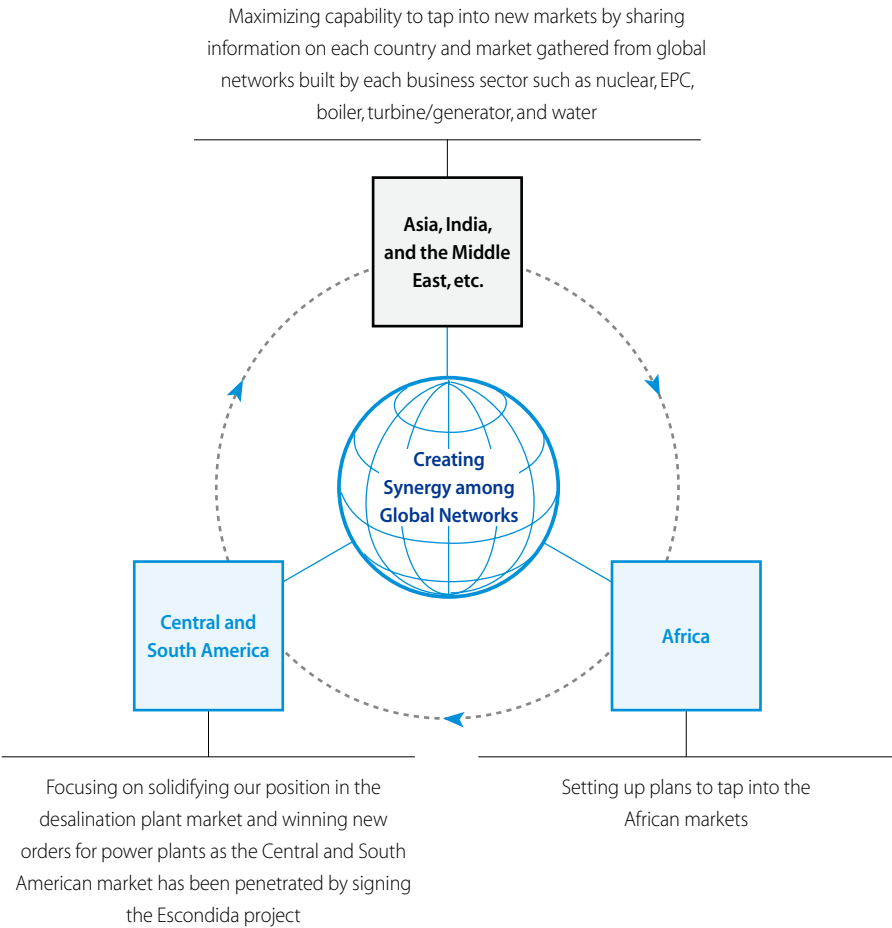 Maximizing capability to tap into new markets by sharing
information on each country and market gathered from global
networks built by each business sector such as nuclear, EPC,
boiler, turbine/generator, and water
Asia, India,
and the Middle
East, etc.
Creating
Synergy among
Global Networks
Central and
South America
Africa
Focusing on solidifying our position in the
desalination plant market and winning new
orders for power plants as the Central and South
American market has been penetrated by signing
the Escondida project
Setting up plans to tap into the
African markets